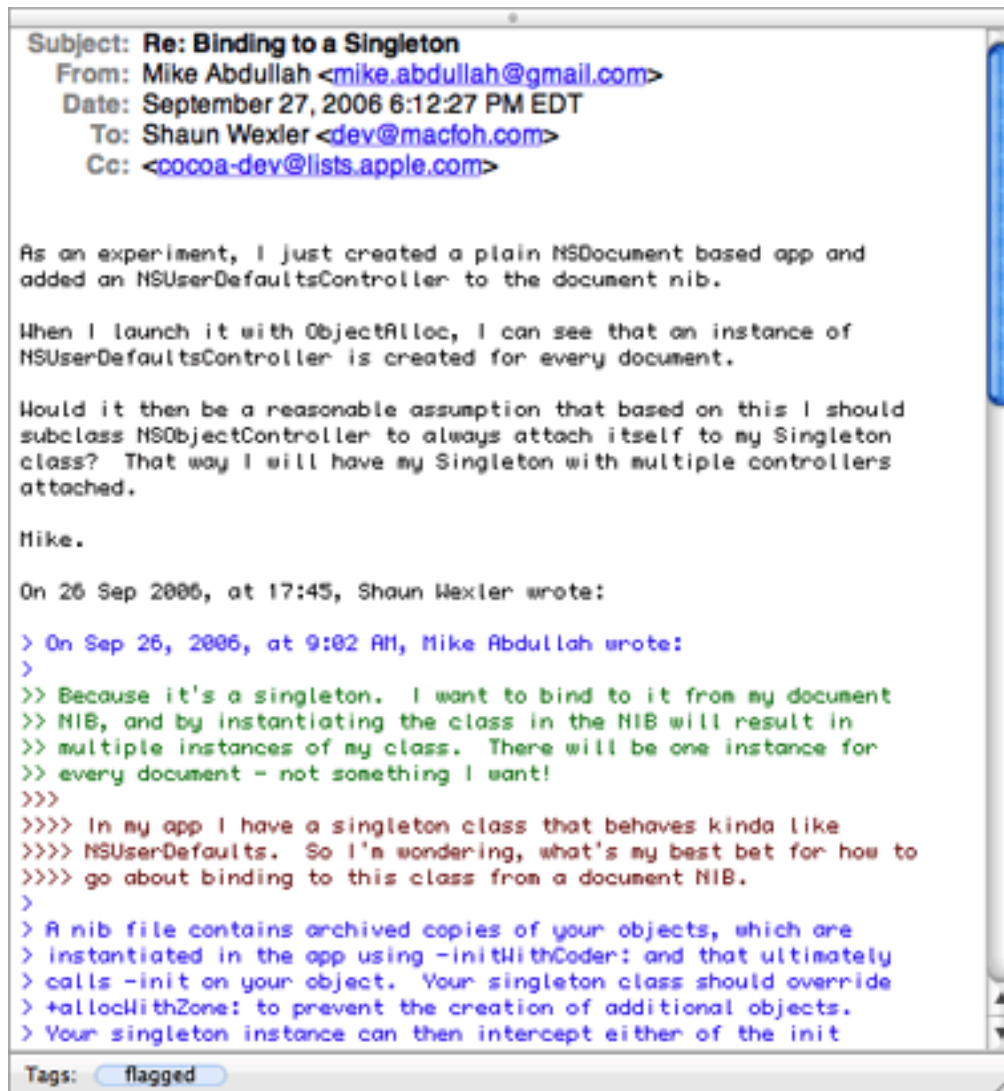 Subject: Re: Binding to a Singleton
From: Mike Abdullah <mike.abdullah@gmail.com>
Date: September 27, 2006 6:12:27 PM EDT
To: Shaun Wexler <dev@macfoh.com>
Cc: <cocoa-dev@lists.apple.com>
As an experiment, I just created a plain NSDocument based app and
added an NSUserDefaultsController to the document nib.
When I launch it with ObjectAlloc, I can see that an instance of
NSUserDefaultsController is created for every document.
Would it then be a reasonable assumption that based on this I should
subclass NSObjectController to always attach itself to my Singleton
class?  That way I will have my Singleton with multiple controllers
attached.
Mike.
On 26 Sep 2006, at 17:45, Shaun Wexler wrote:
> On Sep 26, 2006, at 9:02 AM, Mike Abdullah wrote:
>
>> Because it's a singleton.  I want to bind to it from my document
>> NIB, and by instantiating the class in the NIB will result in
>> multiple instances of my class.  There will be one instance for
>> every document - not something I want!
>>>
>>>> In my app I have a singleton class that behaves kinda like
>>>> NSUserDefaults.  So I'm wondering, what's my best bet for how to
>>>> go about binding to this class from a document NIB.
>
> A nib file contains archived copies of your objects, which are
> instantiated in the app using -initWithCoder: and that ultimately
> calls -init on your object.  Your singleton class should override
> +allocWithZone: to prevent the creation of additional objects.
> Your singleton instance can then intercept either of the init
Tags: flagged